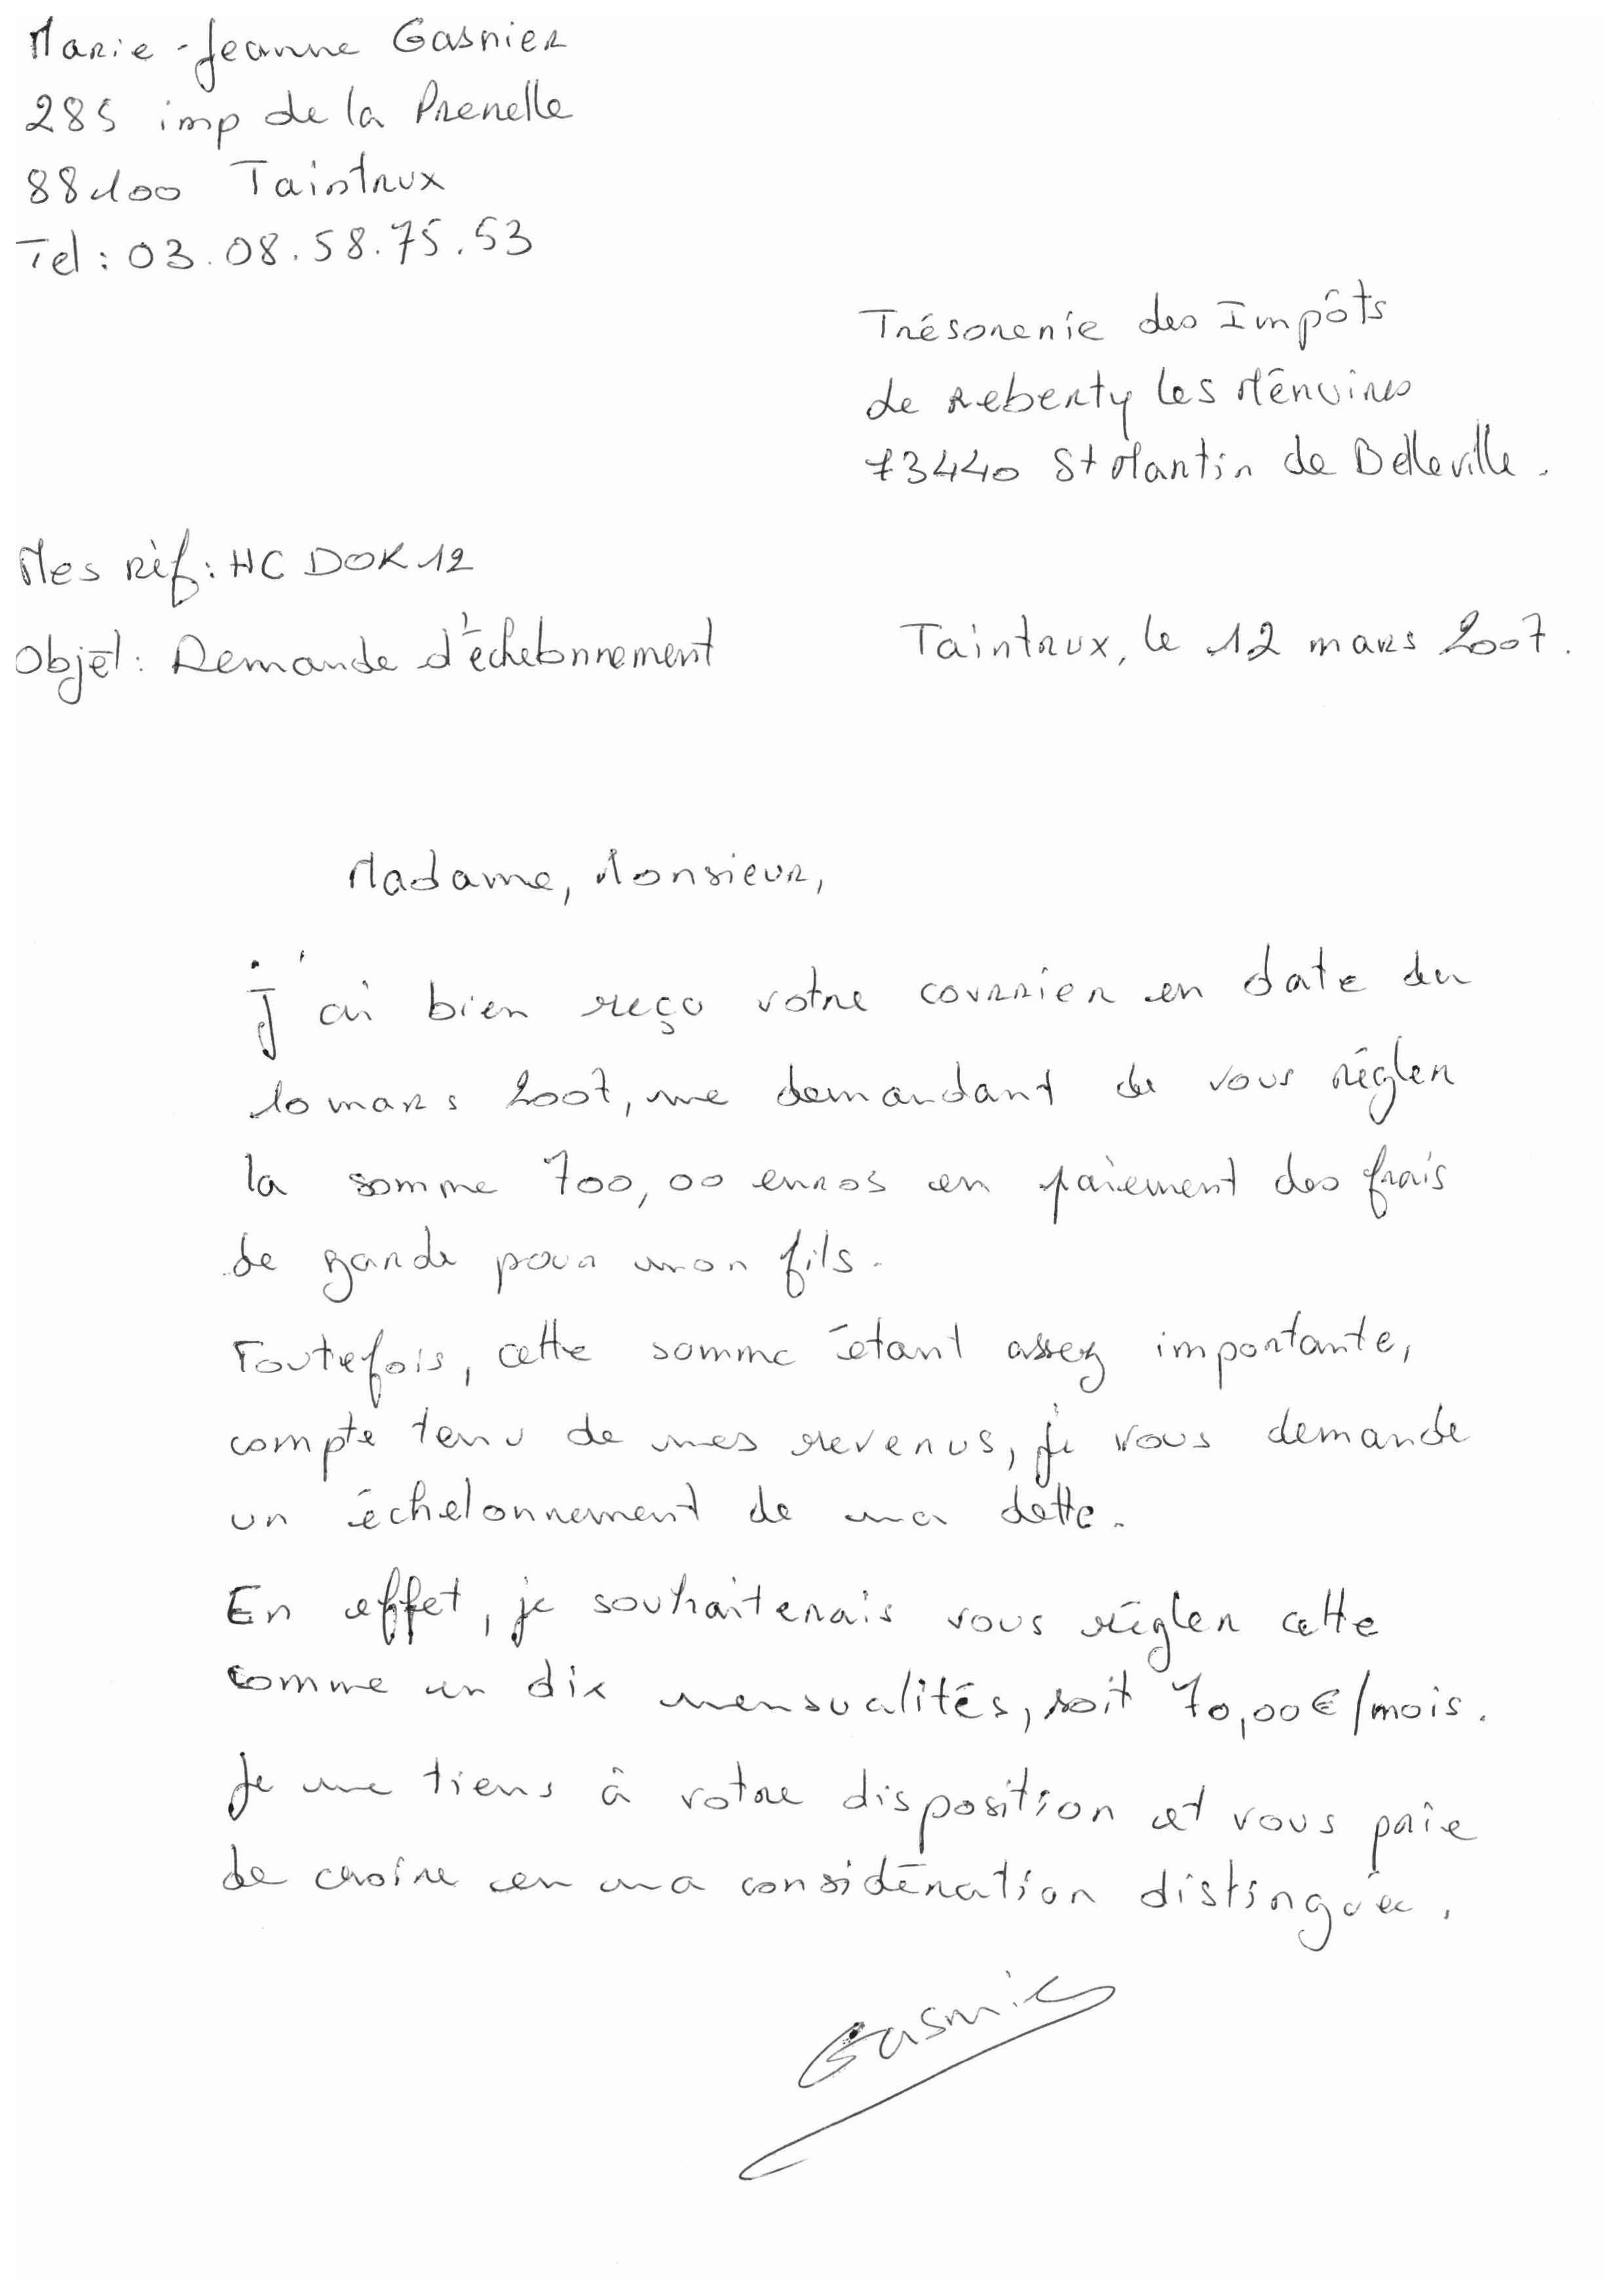 Marie-Jeanne Gasnier
285 imp de la Prenelle
88100 Taintrux
Tel : 03.08.58.75.53
Trésorerie des Impôts
de Reberty les Ménuires
73440 St Martin de Belleville.
Mes réf : HC DOK 12
Objet : Demande d'échelonnement
Taintrux, le 12 mars 2007.
Madame, Monsieur,
J'ai bien reçu votre courrier en date du
10 mars 2007, me demandant de vous régler
la somme 700,00 euros en paiement des frais
de garde pour mon fils.
Toutefois, cette somme étant assez importante,
compte tenu de mes revenus, je vous demande
un échelonnement de ma dette.
En effet, je souhaiterais vous régler cette
somme en dix mensualités, soit 70,00€/mois.
Je me tiens à votre disposition et vous prie
de croire en ma considération distinguée.
Gasnier